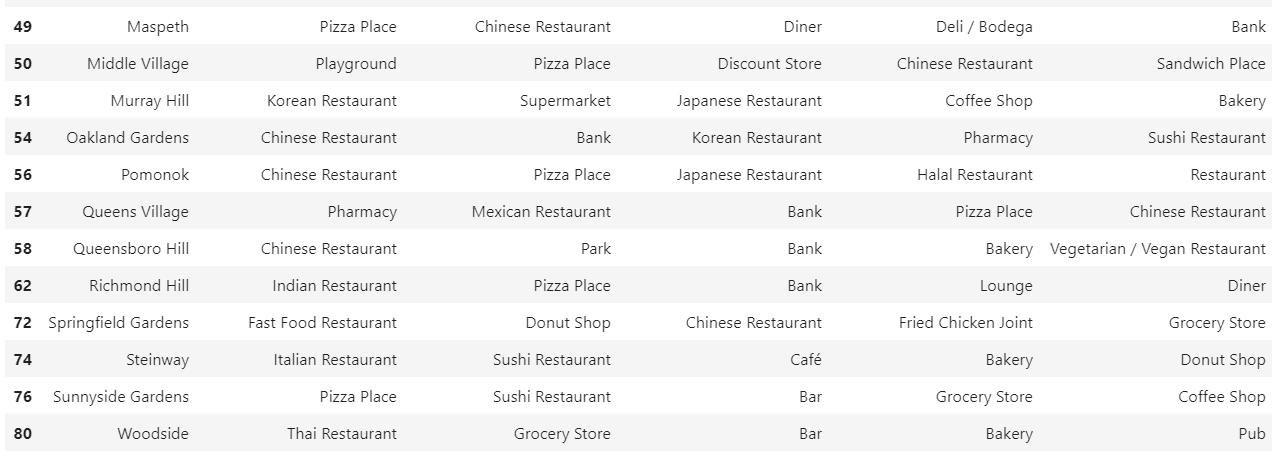 49 Maspeth Pizza Place Chinese Restaurant Diner Deli / Bodega Bank
50 Middle Village Playground Pizza Place Discount Store Chinese Restaurant Sandwich Place
51 Murray Hill Korean Restaurant Supermarket Japanese Restaurant Coffee Shop Bakery
54 Oakland Gardens Chinese Restaurant Bank Korean Restaurant Pharmacy Sushi Restaurant
56 Pomonok Chinese Restaurant Pizza Place Japanese Restaurant Halal Restaurant Restaurant
57 Queens Village Pharmacy Mexican Restaurant Bank Pizza Place Chinese Restaurant
58 Queensboro Hill Chinese Restaurant Park Bank Bakery Vegetarian / Vegan Restaurant
62 Richmond Hill Indian Restaurant Pizza Place Bank Lounge Diner
72 Springfield Gardens Fast Food Restaurant Donut Shop Chinese Restaurant Fried Chicken Joint Grocery Store
74 Steinway Italian Restaurant Sushi Restaurant Café Bakery Donut Shop
76 Sunnyside Gardens Pizza Place Sushi Restaurant Bar Grocery Store Coffee Shop
80 Woodside Thai Restaurant Grocery Store Bar Bakery Pub